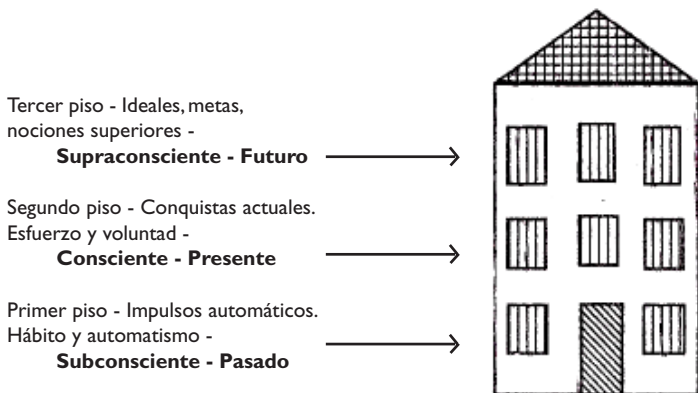 Tercer piso - Ideales, metas,
nociones superiores -
Supraconsciente - Futuro
Segundo piso - Conquistas actuales.
Esfuerzo y voluntad -
Consciente - Presente
Primer piso - Impulsos automáticos.
Hábito y automatismo -
Subconsciente - Pasado